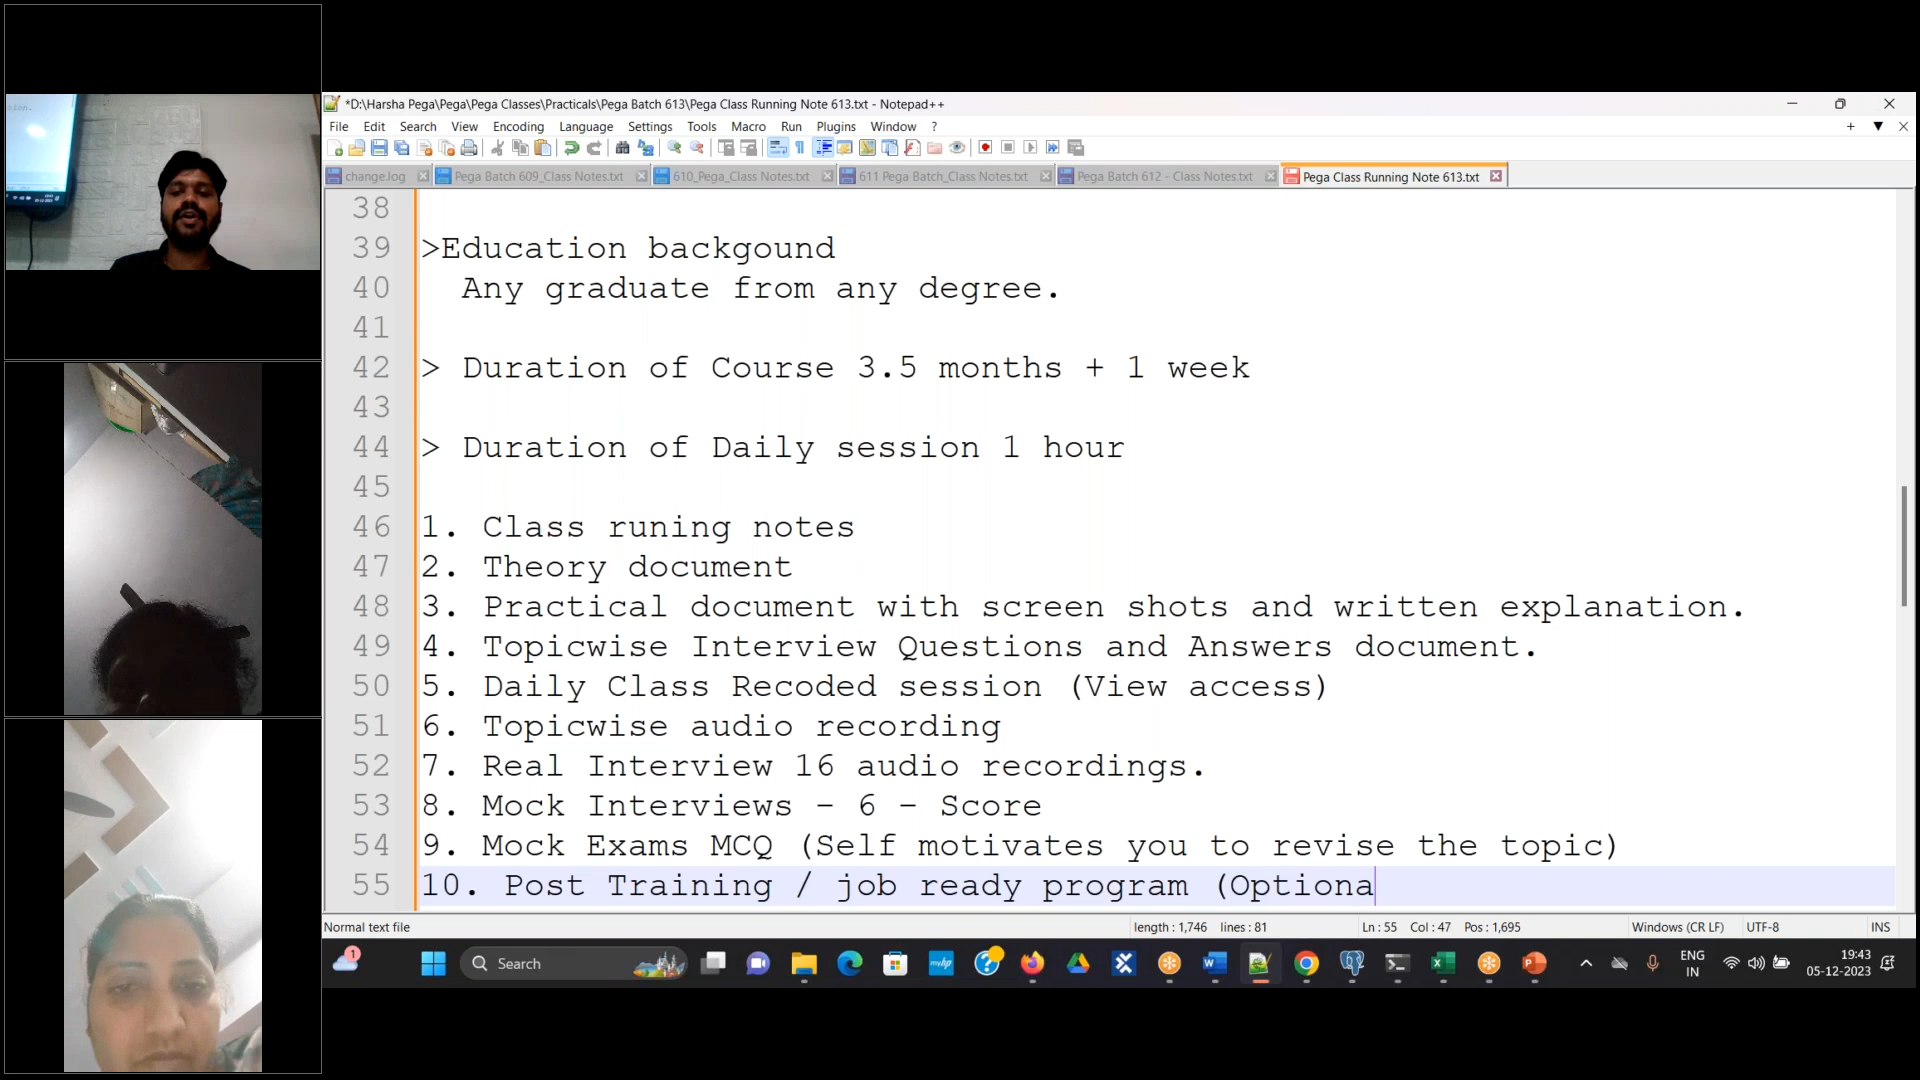 *D:\Harsha Pega\Pega\Pega Classes\Practicals\Pega Batch 613\Pega Class Running Note 613.txt - Notepad++
File Edit Search View Encoding Language Settings Tools Macro Run Plugins Window ?
change.log Pega Batch 609_Class Notes.txt 610_Pega_Class Notes.txt 611 Pega Batch_Class Notes.txt Pega Batch 612 - Class Notes.txt Pega Class Running Note 613.txt
38
39 >Education backgound
40 Any graduate from any degree.
41
42 > Duration of Course 3.5 months + 1 week
43
44 > Duration of Daily session 1 hour
45
46 1. Class runing notes
47 2. Theory document
48 3. Practical document with screen shots and written explanation.
49 4. Topicwise Interview Questions and Answers document.
50 5. Daily Class Recoded session (View access)
51 6. Topicwise audio recording
52 7. Real Interview 16 audio recordings.
53 8. Mock Interviews - 6 - Score
54 9. Mock Exams MCQ (Self motivates you to revise the topic)
55 10. Post Training / job ready program (Optiona
Normal text file length : 1,746 lines : 81 Ln : 55 Col : 47 Pos : 1,695 Windows (CR LF) UTF-8 INS
1 Search myhp ENG IN 19:43 05-12-2023